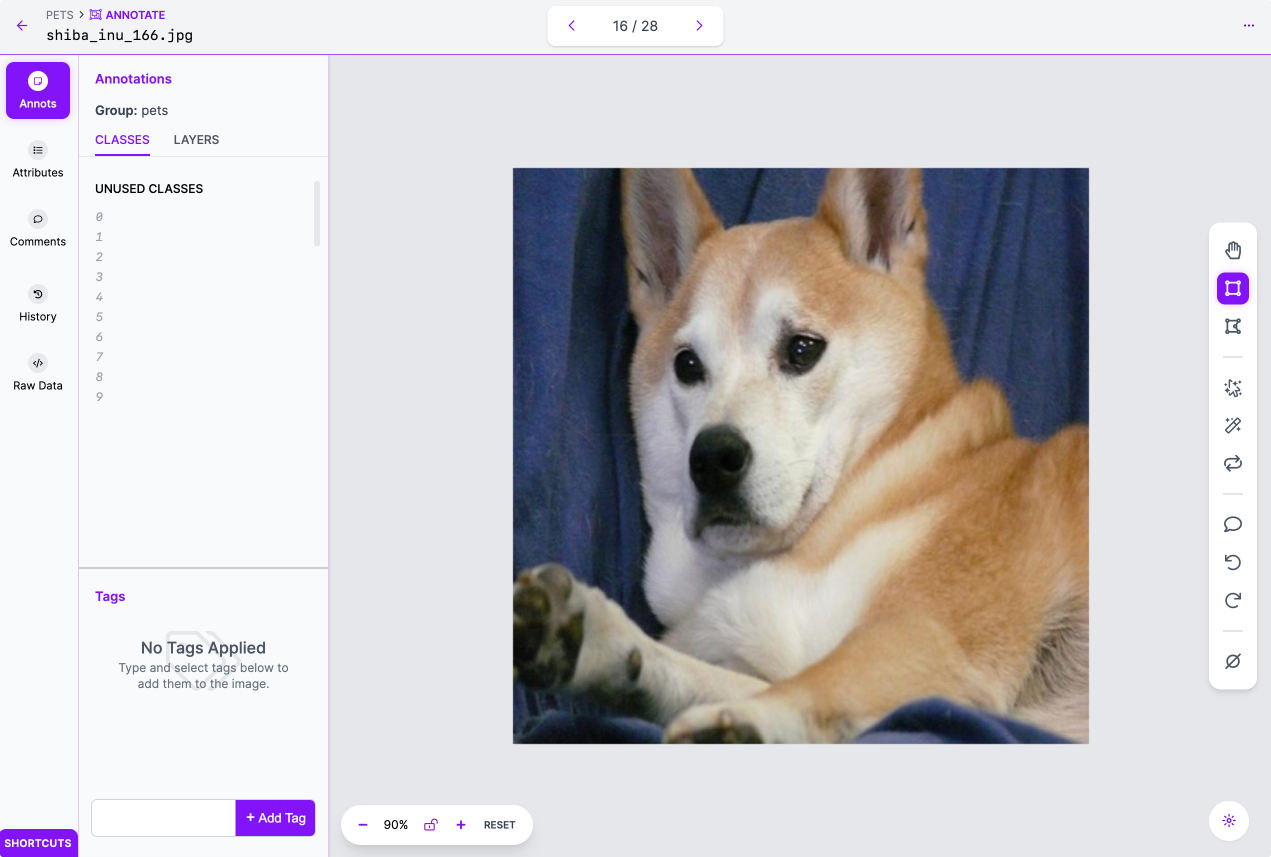 PETS > ANNOTATE
shiba_inu_166.jpg
16 / 28
...
Annots
Attributes
Comments
History
Raw Data
SHORTCUTS
Annotations
Group: pets
CLASSES LAYERS
UNUSED CLASSES
0
1
2
3
4
5
6
7
8
9
Tags
No Tags Applied
Type and select tags below to
add them to the image.
+ Add Tag
− 90% + RESET